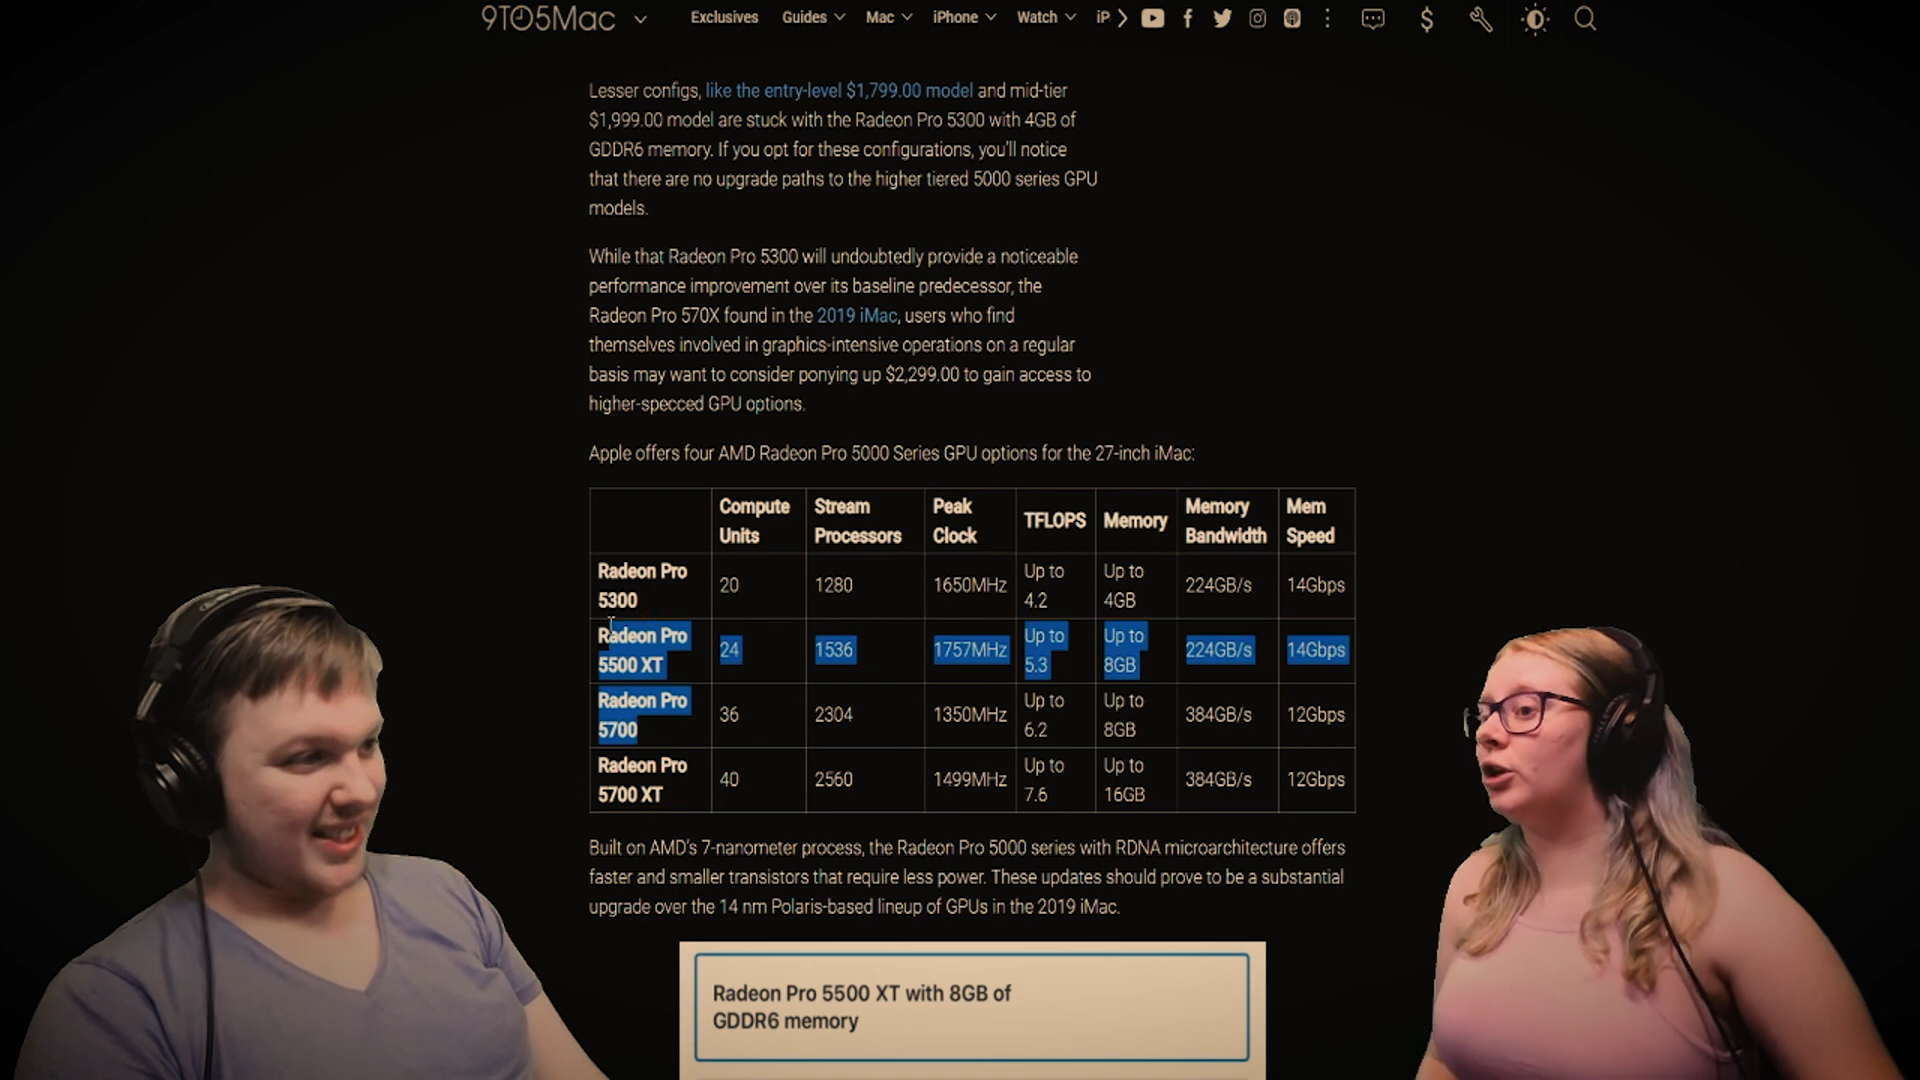 9TO5Mac
Exclusives Guides Mac iPhone Watch iP
Lesser configs, like the entry-level $1,799.00 model and mid-tier
$1,999.00 model are stuck with the Radeon Pro 5300 with 4GB of
GDDR6 memory. If you opt for these configurations, you'll notice
that there are no upgrade paths to the higher tiered 5000 series GPU
models.
While that Radeon Pro 5300 will undoubtedly provide a noticeable
performance improvement over its baseline predecessor, the
Radeon Pro 570X found in the 2019 iMac, users who find
themselves involved in graphics-intensive operations on a regular
basis may want to consider ponying up $2,299.00 to gain access to
higher-specced GPU options.
Apple offers four AMD Radeon Pro 5000 Series GPU options for the 27-inch iMac:
Compute Units Stream Processors Peak Clock TFLOPS Memory Memory Bandwidth Mem Speed
Radeon Pro 5300 20 1280 1650MHz Up to 4.2 Up to 4GB 224GB/s 14Gbps
Radeon Pro 5500 XT 24 1536 1757MHz Up to 5.3 Up to 8GB 224GB/s 14Gbps
Radeon Pro 5700 36 2304 1350MHz Up to 6.2 Up to 8GB 384GB/s 12Gbps
Radeon Pro 5700 XT 40 2560 1499MHz Up to 7.6 Up to 16GB 384GB/s 12Gbps
Built on AMD's 7-nanometer process, the Radeon Pro 5000 series with RDNA microarchitecture offers
faster and smaller transistors that require less power. These updates should prove to be a substantial
upgrade over the 14 nm Polaris-based lineup of GPUs in the 2019 iMac.
Radeon Pro 5500 XT with 8GB of
GDDR6 memory